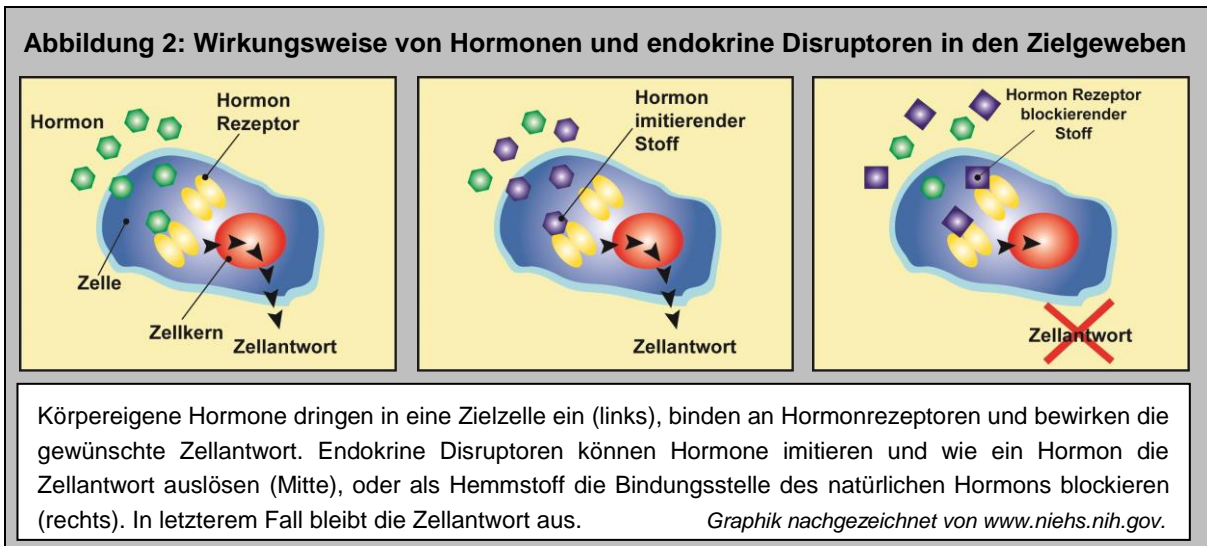 Abbildung 2: Wirkungsweise von Hormonen und endokrine Disruptoren in den Zielgeweben
Hormon
Hormon
Rezeptor
Zelle
Zellkern
Zellantwort
Hormon
imitierender
Stoff
Zellantwort
Hormon Rezeptor
blockierender
Stoff
Zellantwort
Körpereigene Hormone dringen in eine Zielzelle ein (links), binden an Hormonrezeptoren und bewirken die
gewünschte Zellantwort. Endokrine Disruptoren können Hormone imitieren und wie ein Hormon die
Zellantwort auslösen (Mitte), oder als Hemmstoff die Bindungsstelle des natürlichen Hormons blockieren
(rechts). In letzterem Fall bleibt die Zellantwort aus. Graphik nachgezeichnet von www.niehs.nih.gov.